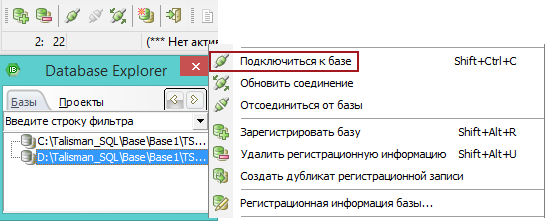 2: 22
(*** Нет актив
Database Explorer
Базы Проекты
Введите строку фильтра
C:\Talisman_SQL\Base\Base1\TS...
D:\Talisman_SQL\Base\Base1\TS...
Подключиться к базе Shift+Ctrl+C
Обновить соединение
Отсоединиться от базы
Зарегистрировать базу Shift+Alt+R
Удалить регистрационную информацию Shift+Alt+U
Создать дубликат регистрационной записи
Регистрационная информация базы...